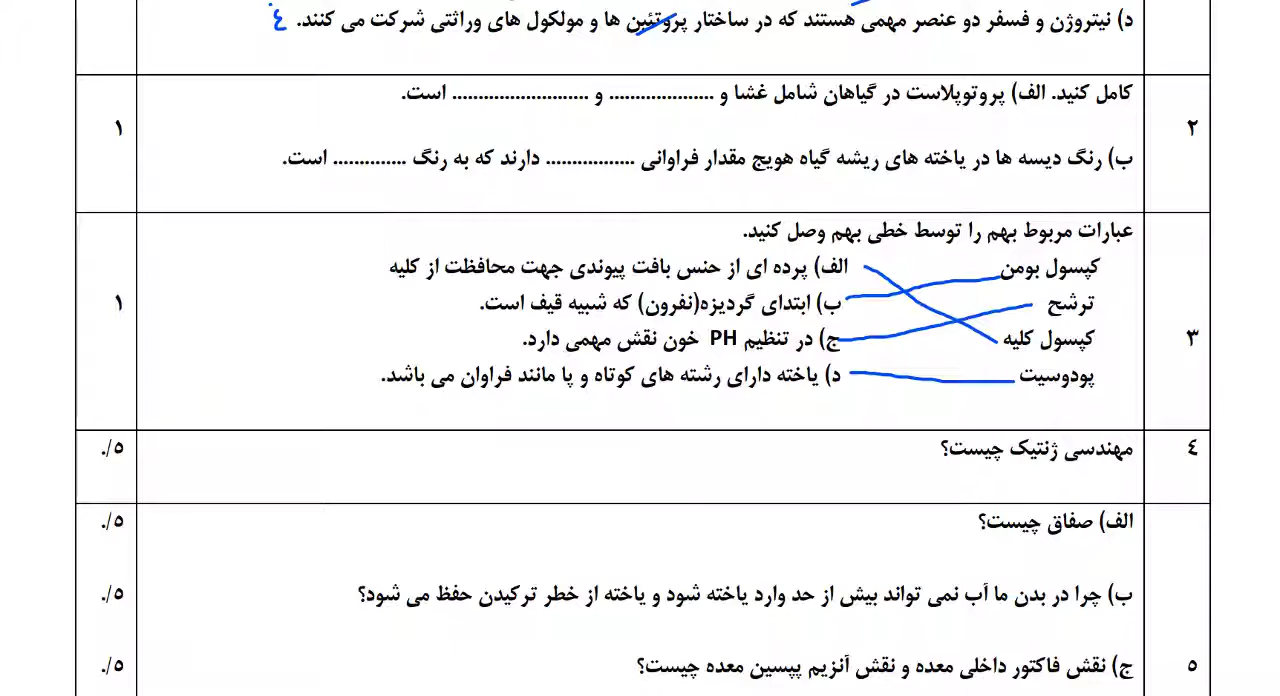 د) نیتروژن و فسفر دو عنصر مهمی هستند که در ساختار پروتئین ها و مولکول های وراثتی شرکت می کنند. ٤
۲ کامل کنید. الف) پروتوپلاست در گیاهان شامل غشا و .................... و .......................... است. ۱
ب) رنگ دیسه ها در یاخته های ریشه گیاه هویج مقدار فراوانی ................. دارند که به رنگ .............. است.
عبارات مربوط بهم را توسط خطی بهم وصل کنید.
کپسول بومن الف) پرده ای از حنس بافت پیوندی جهت محافظت از کلیه
ترشح ب) ابتدای گردیزه(نفرون) که شبیه قیف است. ۱
۳ کپسول کلیه ج) در تنظیم PH خون نقش مهمی دارد.
پودوسیت د) یاخته دارای رشته های کوتاه و پا مانند فراوان می باشد.
٤ مهندسی ژنتیک چیست؟ ۵/.
الف) صفاق چیست؟ ۵/.
ب) چرا در بدن ما آب نمی تواند بیش از حد وارد یاخته شود و یاخته از خطر ترکیدن حفظ می شود؟ ۵/.
۵ ج) نقش فاکتور داخلی معده و نقش آنزیم پپسین معده چیست؟ ۵/.